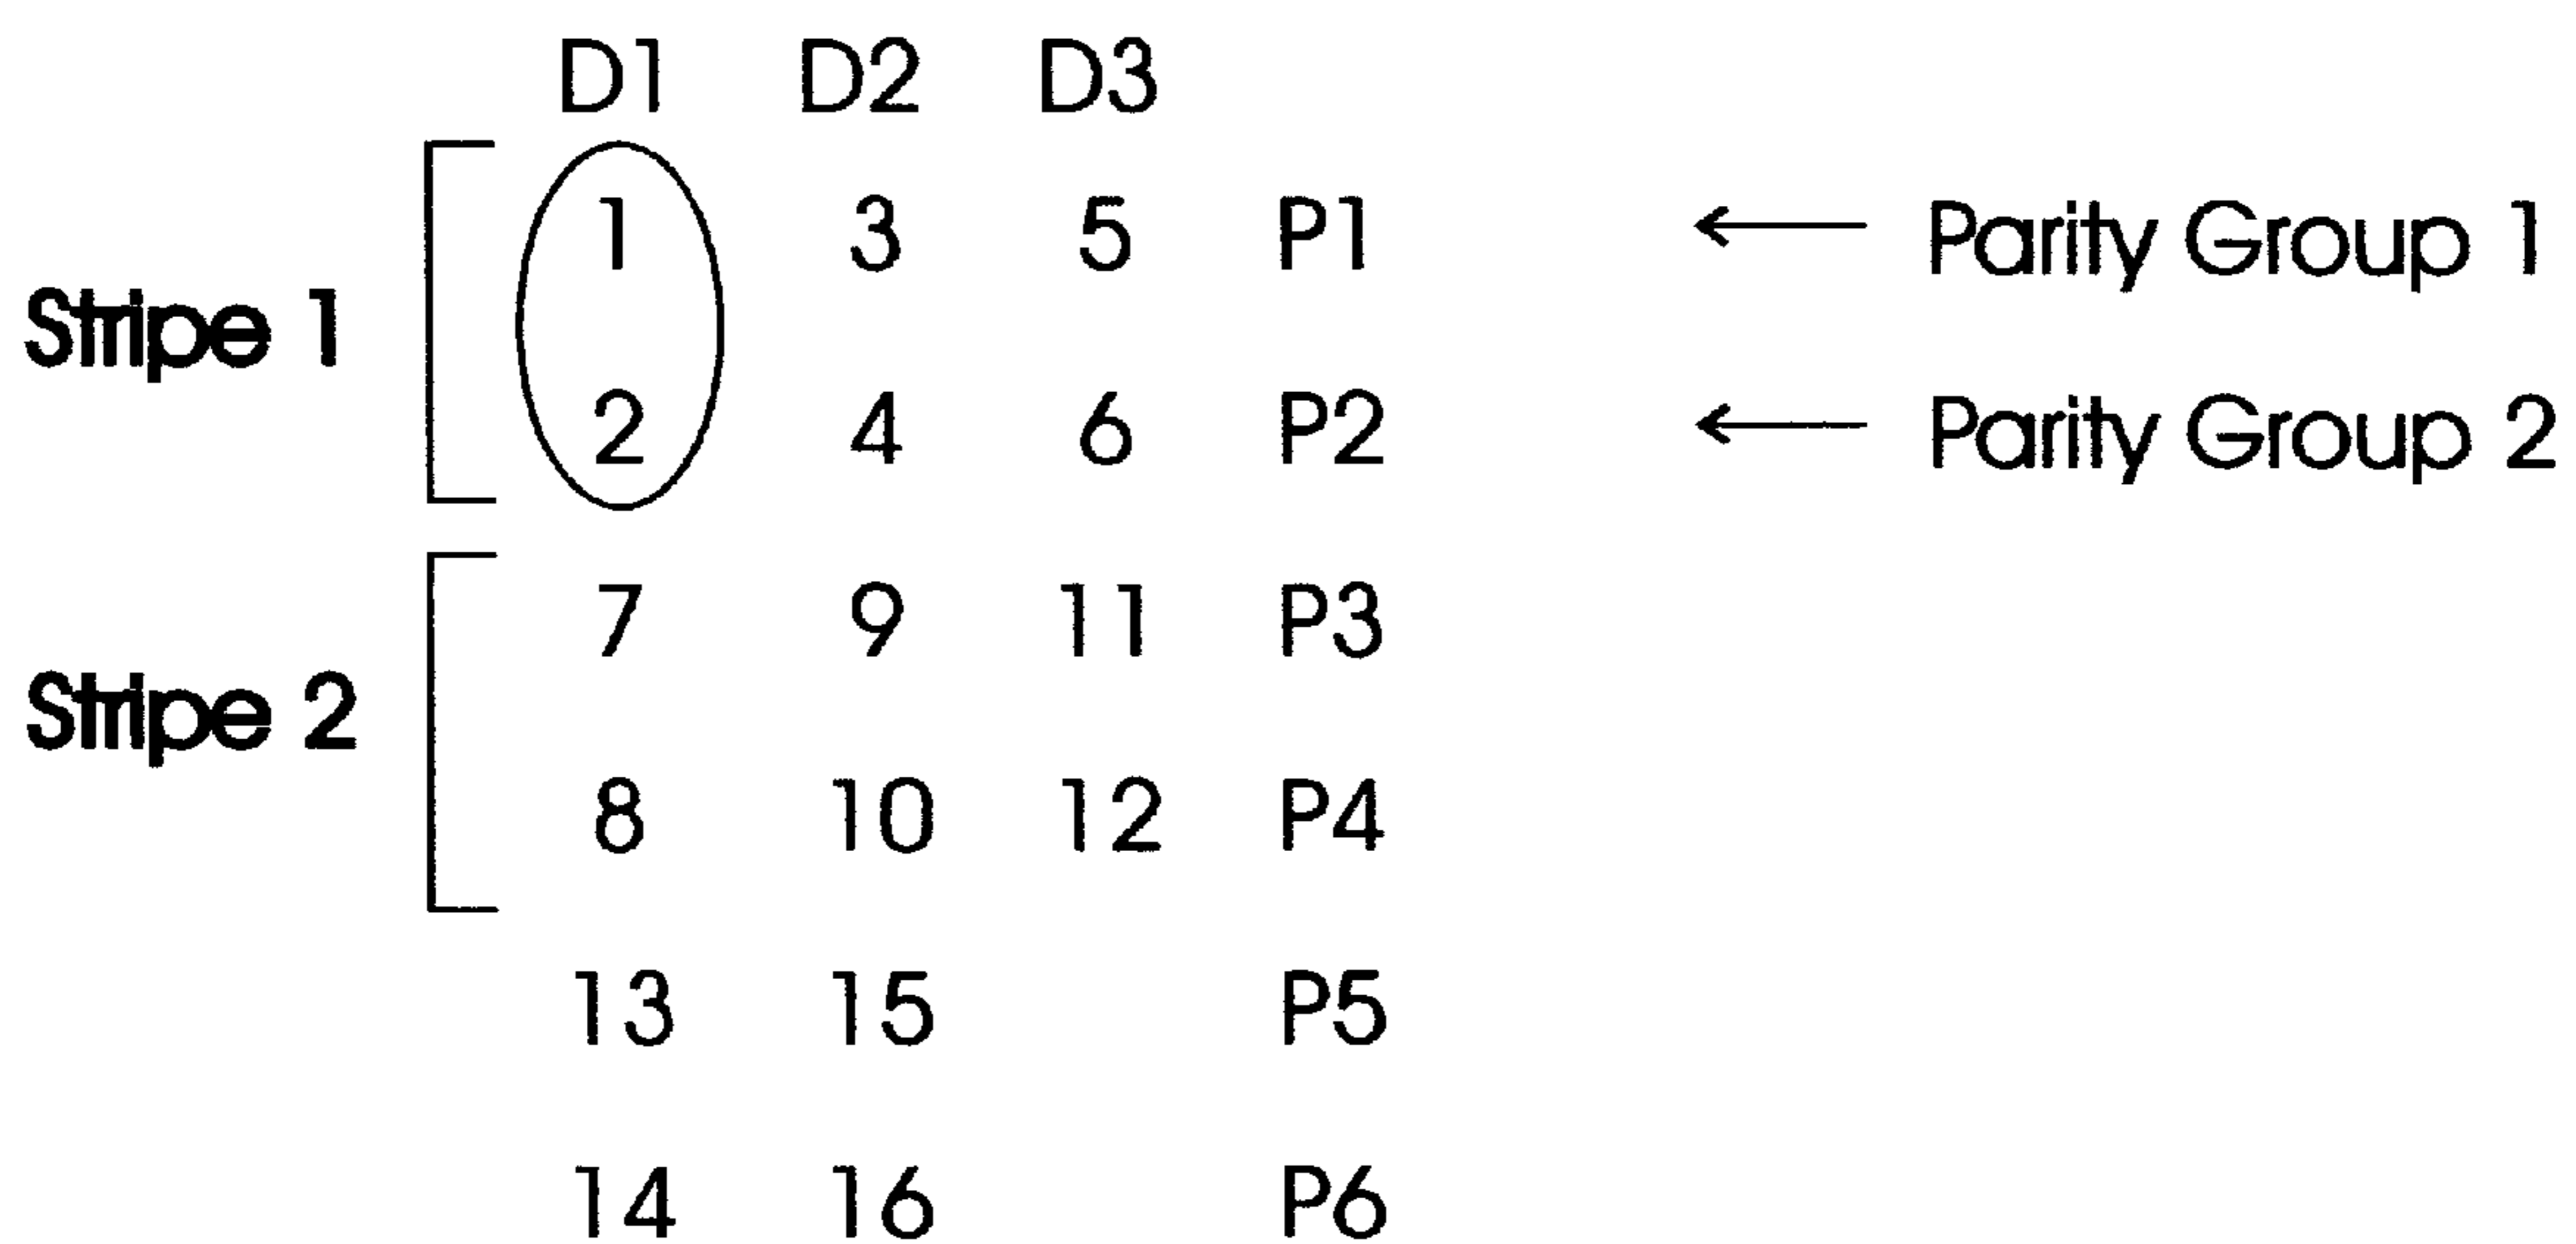 D1 D2 D3
1 3 5 P1 Parity Group 1
Stripe 1
2 4 6 P2 Parity Group 2
7 9 11 P3
Stripe 2
8 10 12 P4
13 15 P5
14 16 P6